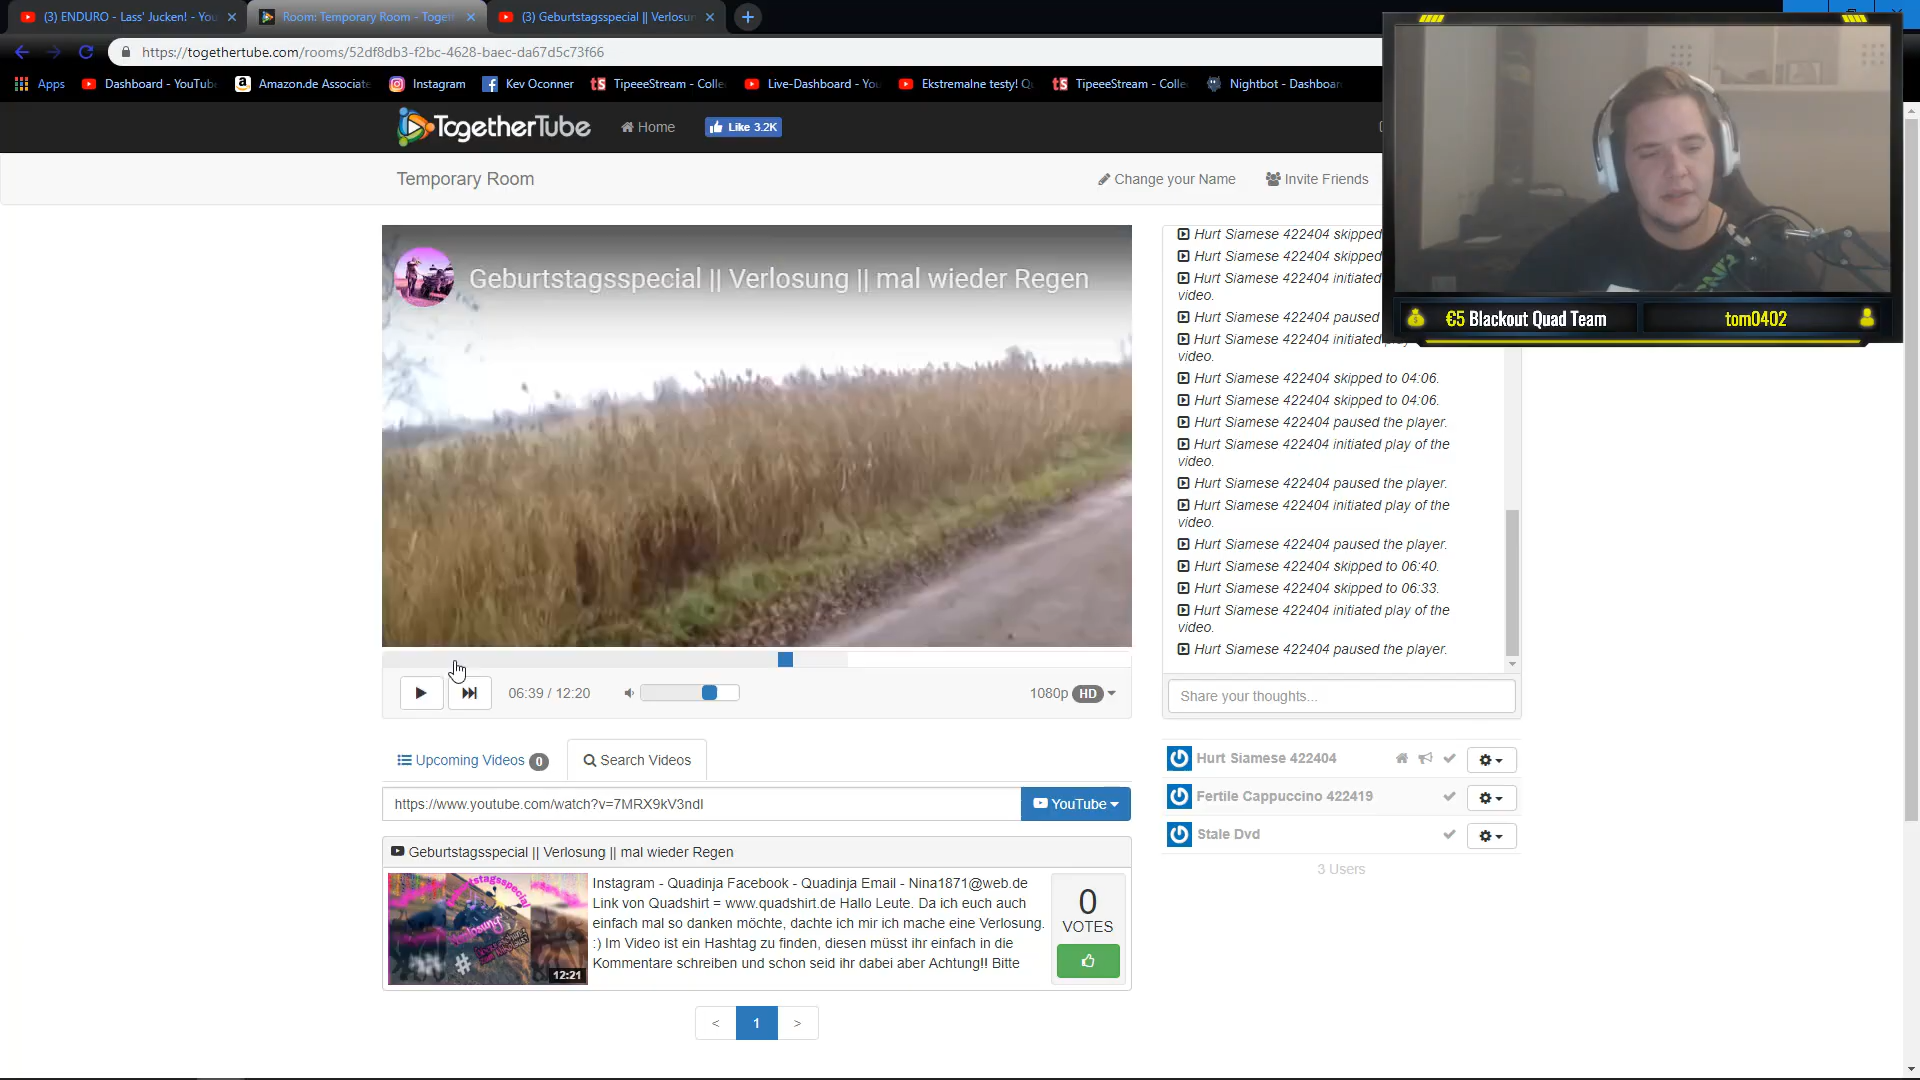 (3) ENDURO - Lass' Jucken! - You
Room: Temporary Room - Togeth
(3) Geburtstagsspecial || Verlosun
https://togethertube.com/rooms/52df8db3-f2bc-4628-baec-da67d5c73f66
Apps
Dashboard - YouTube
Amazon.de Associate
Instagram
Kev Oconner
TipeeeStream - Colle
Live-Dashboard - You
Ekstremalne testy! Qu
TipeeeStream - Colle
Nightbot - Dashboar
TogetherTube
Home
Like 3.2K
Temporary Room
Change your Name
Invite Friends
Geburtstagsspecial || Verlosung || mal wieder Regen
Hurt Siamese 422404 skipped
Hurt Siamese 422404 skipped
Hurt Siamese 422404 initiated
video.
Hurt Siamese 422404 paused
Hurt Siamese 422404 initiated play of the
video.
Hurt Siamese 422404 skipped to 04:06.
Hurt Siamese 422404 skipped to 04:06.
Hurt Siamese 422404 paused the player.
Hurt Siamese 422404 initiated play of the
video.
Hurt Siamese 422404 paused the player.
Hurt Siamese 422404 initiated play of the
video.
Hurt Siamese 422404 paused the player.
Hurt Siamese 422404 skipped to 06:40.
Hurt Siamese 422404 skipped to 06:33.
Hurt Siamese 422404 initiated play of the
video.
Hurt Siamese 422404 paused the player.
€5 Blackout Quad Team
tom0402
06:39 / 12:20
1080p HD
Share your thoughts...
Upcoming Videos 0
Search Videos
https://www.youtube.com/watch?v=7MRX9kV3ndI
YouTube
Geburtstagsspecial || Verlosung || mal wieder Regen
Instagram - Quadinja Facebook - Quadinja Email - Nina1871@web.de
Link von Quadshirt = www.quadshirt.de Hallo Leute. Da ich euch auch
einfach mal so danken möchte, dachte ich mir ich mache eine Verlosung.
:) Im Video ist ein Hashtag zu finden, diesen müsst ihr einfach in die
Kommentare schreiben und schon seid ihr dabei aber Achtung!! Bitte
Verlosung
#
12:21
0
VOTES
Hurt Siamese 422404
Fertile Cappuccino 422419
Stale Dvd
3 Users
<
1
>